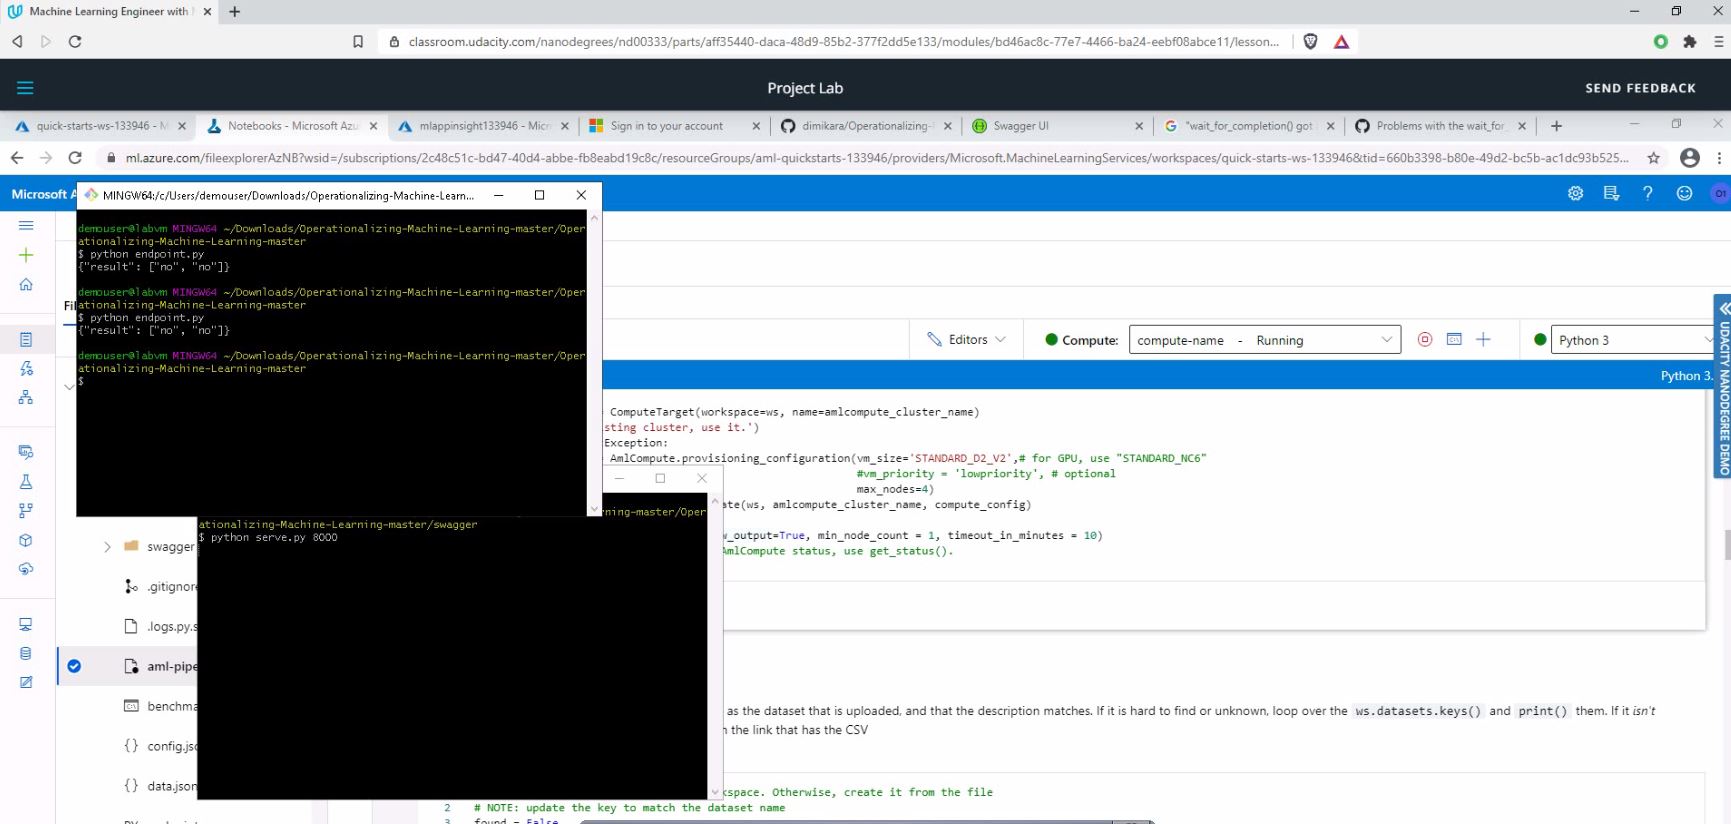 Machine Learning Engineer with
classroom.udacity.com/nanodegrees/nd00333/parts/aff35440-daca-48d9-85b2-377f2dd5e133/modules/bd46ac8c-77e7-4466-ba24-eebf08abce11/lesson...
Project Lab
SEND FEEDBACK
quick-starts-ws-133946 - M
Notebooks - Microsoft Azu
mlappinsight133946 - Micr
Sign in to your account
dimikara/Operationalizing-
Swagger UI
"wait_for_completion() got
Problems with the wait_for_
ml.azure.com/fileexplorerAzNB?wsid=/subscriptions/2c48c51c-bd47-40d4-abbe-fb8eabd19c8c/resourceGroups/aml-quickstarts-133946/providers/Microsoft.MachineLearningServices/workspaces/quick-starts-ws-133946&tid=660b3398-b80e-49d2-bc5b-ac1dc93b525...
Microsoft A
MINGW64:/c/Users/demouser/Downloads/Operationalizing-Machine-Learn...
demouser@labvm MINGW64 ~/Downloads/Operationalizing-Machine-Learning-master/Oper
ationalizing-Machine-Learning-master
$ python endpoint.py
{"result": ["no", "no"]}
demouser@labvm MINGW64 ~/Downloads/Operationalizing-Machine-Learning-master/Oper
ationalizing-Machine-Learning-master
$ python endpoint.py
{"result": ["no", "no"]}
demouser@labvm MINGW64 ~/Downloads/Operationalizing-Machine-Learning-master/Oper
ationalizing-Machine-Learning-master
$
Fil
Editors
Compute:
compute-name - Running
Python 3
Python 3.
UDACITY NANODEGREE DEMO
ComputeTarget(workspace=ws, name=amlcompute_cluster_name)
sting cluster, use it.')
Exception:
AmlCompute.provisioning_configuration(vm_size='STANDARD_D2_V2',# for GPU, use "STANDARD_NC6"
#vm_priority = 'lowpriority', # optional
max_nodes=4)
ate(ws, amlcompute_cluster_name, compute_config)
w_output=True, min_node_count = 1, timeout_in_minutes = 10)
AmlCompute status, use get_status().
ning-master/Oper
ationalizing-Machine-Learning-master/swagger
$ python serve.py 8000
swagger
.gitignore
.logs.py.s
aml-pipe
benchma
config.jso
data.json
as the dataset that is uploaded, and that the description matches. If it is hard to find or unknown, loop over the ws.datasets.keys() and print() them. If it isn't
the link that has the CSV
kspace. Otherwise, create it from the file
2 # NOTE: update the key to match the dataset name
3 found = False